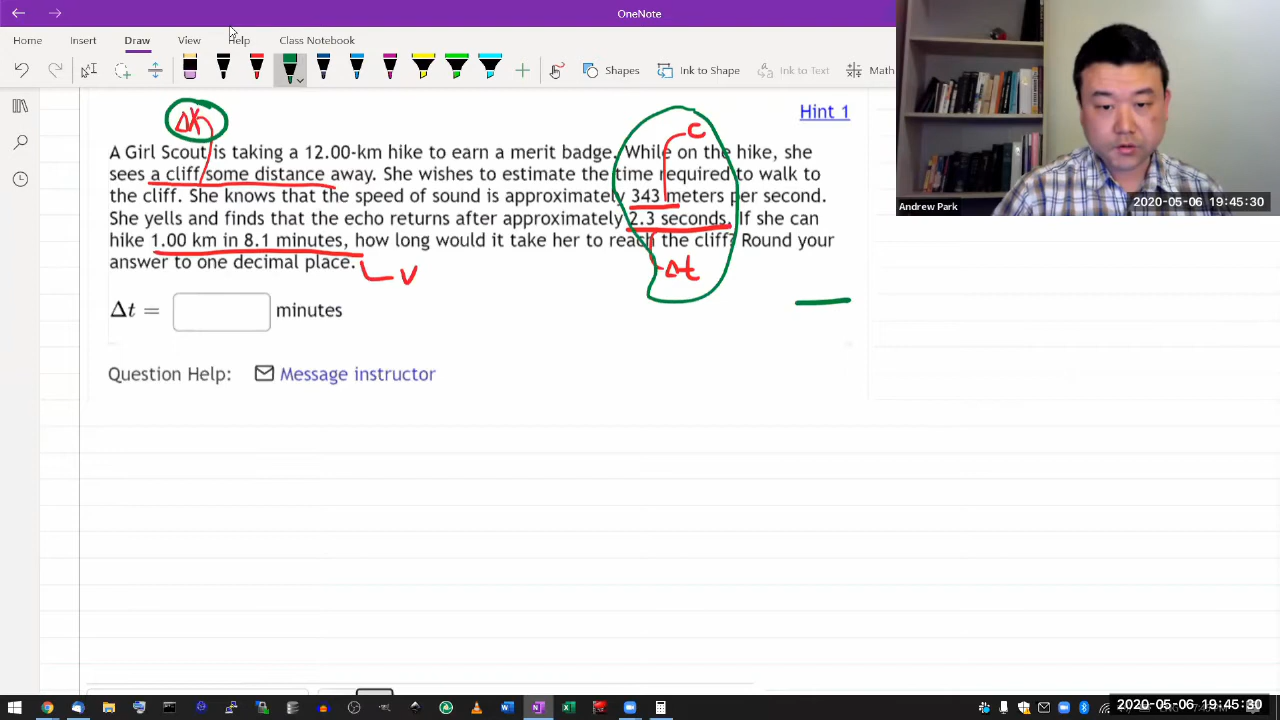 OneNote
Home Insert Draw View Help Class Notebook
Shapes Ink to Shape Ink to Text Math
Hint 1
Δx
c
A Girl Scout is taking a 12.00-km hike to earn a merit badge. While on the hike, she
sees a cliff some distance away. She wishes to estimate the time required to walk to
the cliff. She knows that the speed of sound is approximately 343 meters per second.
She yells and finds that the echo returns after approximately 2.3 seconds. If she can
hike 1.00 km in 8.1 minutes, how long would it take her to reach the cliff? Round your
answer to one decimal place.
v
Δt
Δt = minutes
Question Help: Message instructor
Andrew Park
2020-05-06 19:45:30
2020-05-06 19:45:30